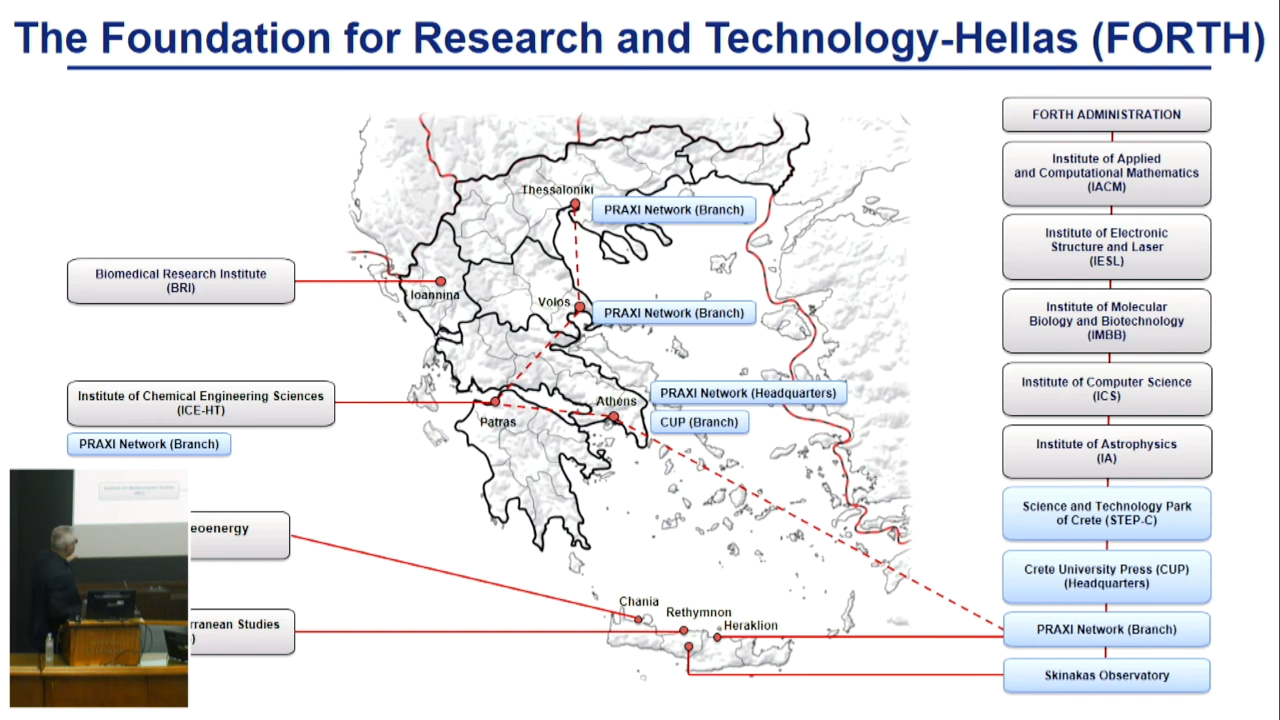 The Foundation for Research and Technology-Hellas (FORTH)
FORTH ADMINISTRATION
Institute of Applied
and Computational Mathematics
(IACM)
Thessaloniki
PRAXI Network (Branch)
Institute of Electronic
Structure and Laser
(IESL)
Biomedical Research Institute
(BRI)
Ioannina
Volos
PRAXI Network (Branch)
Institute of Molecular
Biology and Biotechnology
(IMBB)
Institute of Chemical Engineering Sciences
(ICE-HT)
PRAXI Network (Branch)
Patras
Athens
PRAXI Network (Headquarters)
CUP (Branch)
Institute of Computer Science
(ICS)
Institute of Astrophysics
(IA)
Science and Technology Park
of Crete (STEP-C)
eoenergy
Crete University Press (CUP)
(Headquarters)
Chania
Rethymnon
Heraklion
rranean Studies
)
PRAXI Network (Branch)
Skinakas Observatory